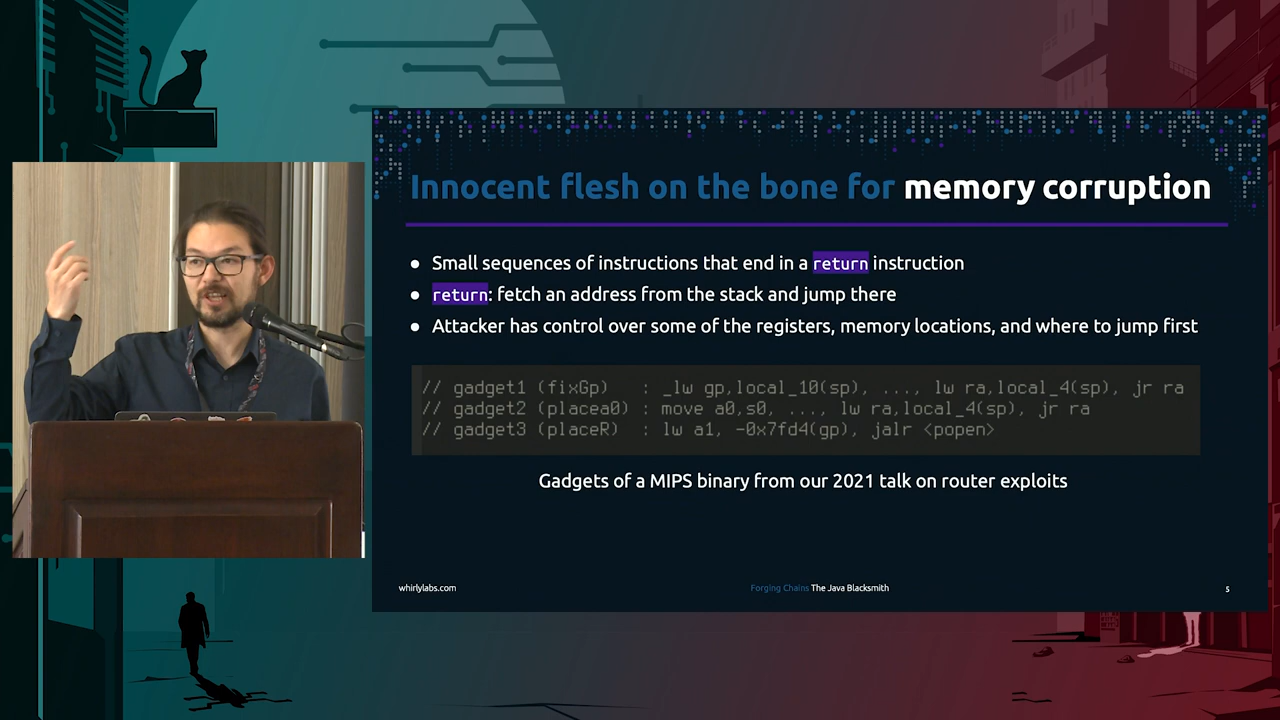 Innocent flesh on the bone for memory corruption
Small sequences of instructions that end in a return instruction
return: fetch an address from the stack and jump there
Attacker has control over some of the registers, memory locations, and where to jump first
// gadget1 (fixGp)   : _lw gp,local_10(sp), ..., lw ra,local_4(sp), jr ra
// gadget2 (placea0) : move a0,s0, ..., lw ra,local_4(sp), jr ra
// gadget3 (placeR)  : lw a1, -0x7fd4(gp), jalr <popen>
Gadgets of a MIPS binary from our 2021 talk on router exploits
whirlylabs.com
Forging Chains The Java Blacksmith
5